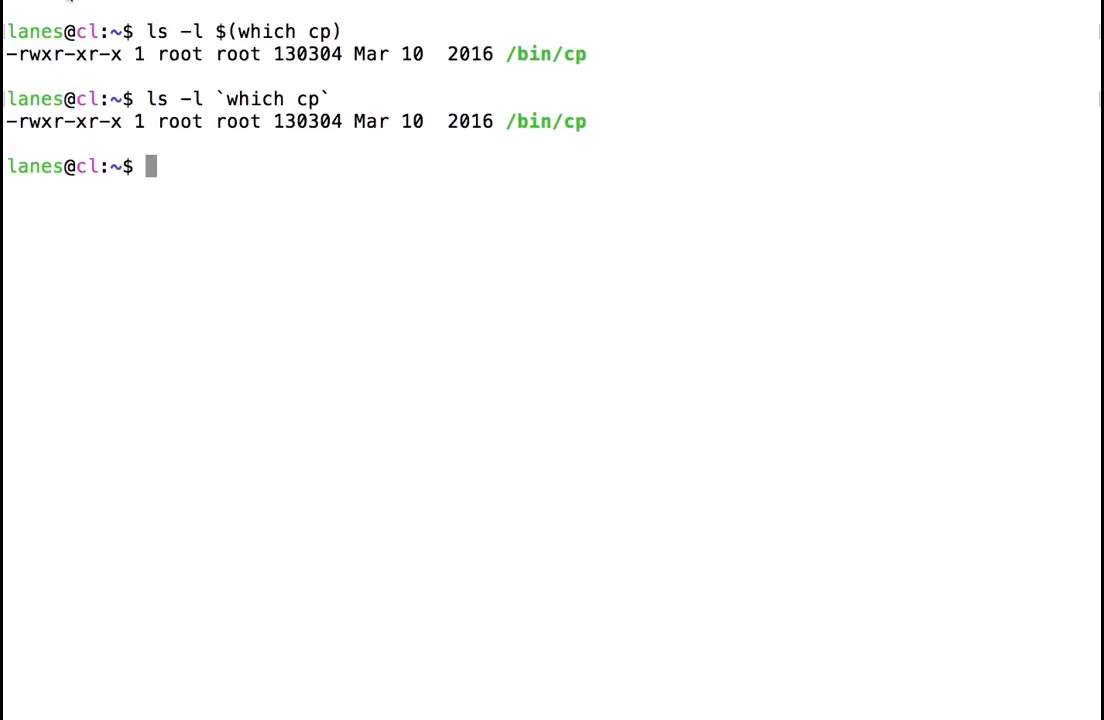 lanes@cl:~$ ls -l $(which cp)
-rwxr-xr-x 1 root root 130304 Mar 10  2016 /bin/cp
lanes@cl:~$ ls -l `which cp`
-rwxr-xr-x 1 root root 130304 Mar 10  2016 /bin/cp
lanes@cl:~$